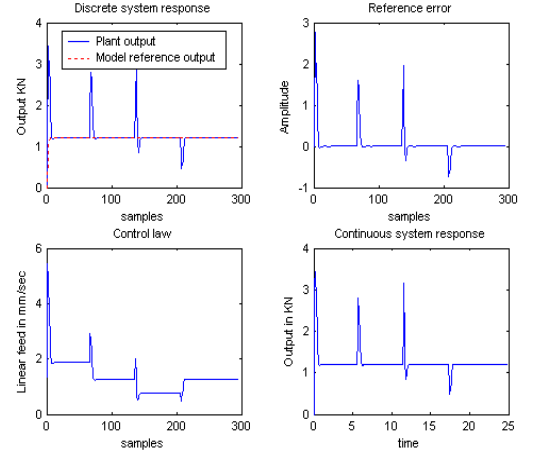 Discrete system response
4
3
2
1
0
Output KN
Plant output
Model reference output
0
100
200
300
samples
Reference error
3
2
1
0
-1
Amplitude
0
100
200
300
samples
Control law
6
4
2
0
Linear feed in mm/sec
0
100
200
300
samples
Continuous system response
4
3
2
1
0
Output in KN
0
5
10
15
20
25
time